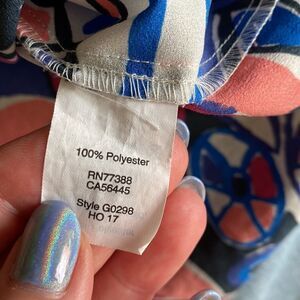 100% Polyester
RN77388
CA56445
Style G0298
HO 17